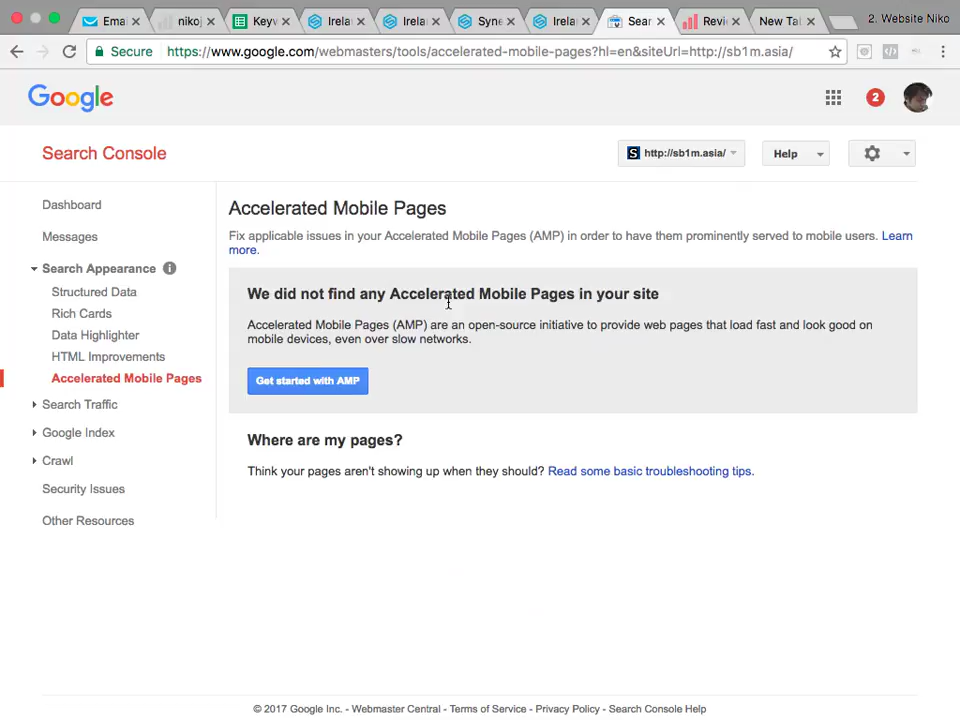 Emai
nikoj
Keyw
Irelan
Irelan
Syne
Irelan
Sear
Revie
New Tab
2. Website Niko
Secure https://www.google.com/webmasters/tools/accelerated-mobile-pages?hl=en&siteUrl=http://sb1m.asia/
Google
2
Search Console
S http://sb1m.asia/
Help
Dashboard
Messages
Search Appearance i
Structured Data
Rich Cards
Data Highlighter
HTML Improvements
Accelerated Mobile Pages
Search Traffic
Google Index
Crawl
Security Issues
Other Resources
Accelerated Mobile Pages
Fix applicable issues in your Accelerated Mobile Pages (AMP) in order to have them prominently served to mobile users. Learn
more.
We did not find any Accelerated Mobile Pages in your site
Accelerated Mobile Pages (AMP) are an open-source initiative to provide web pages that load fast and look good on
mobile devices, even over slow networks.
Get started with AMP
Where are my pages?
Think your pages aren't showing up when they should? Read some basic troubleshooting tips.
© 2017 Google Inc. - Webmaster Central - Terms of Service - Privacy Policy - Search Console Help